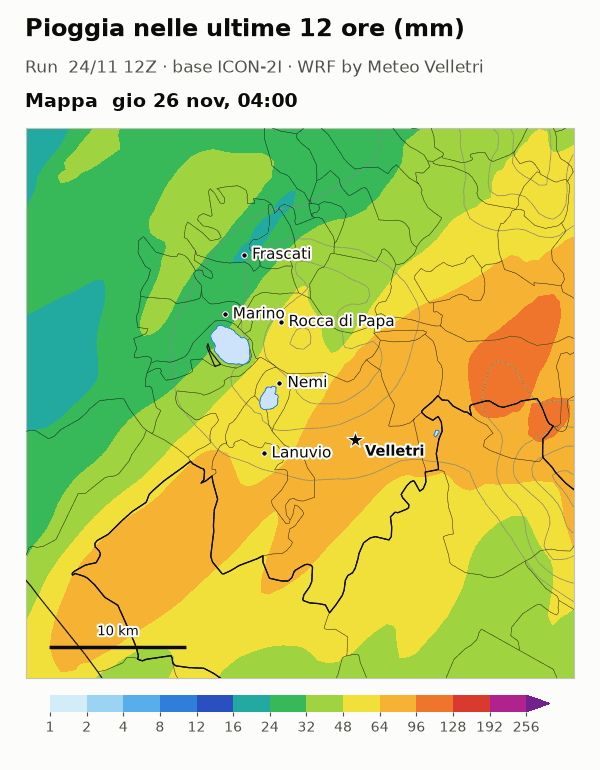 Pioggia nelle ultime 12 ore (mm)
Run  24/11 12Z · base ICON-2I · WRF by Meteo Velletri
Mappa  gio 26 nov, 04:00
Frascati
Marino
Rocca di Papa
Nemi
Velletri
Lanuvio
10 km
1 2 4 8 12 16 24 32 48 64 96 128 192 256